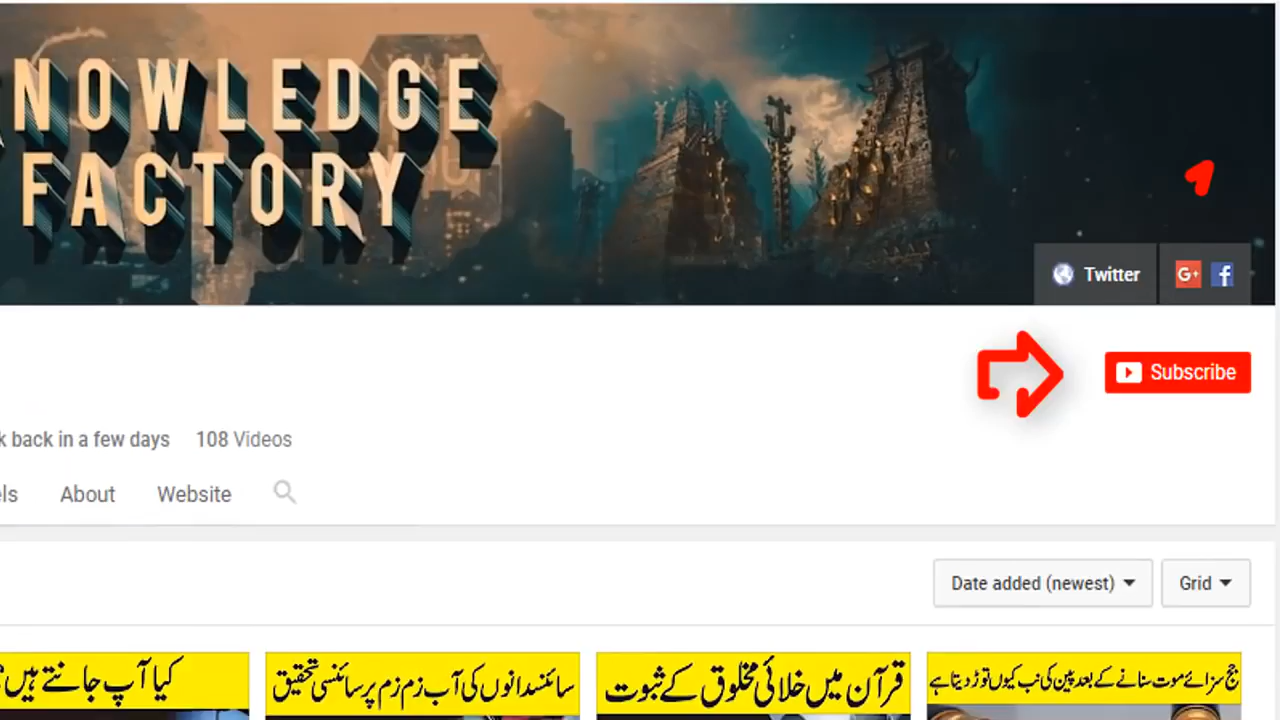 NOWLEDGE
FACTORY
Twitter
G+ f
Subscribe
k back in a few days 108 Videos
els About Website
Date added (newest) Grid
کیا آپ جانتے ہیں؟
سائنسدانوں کی آب زم زم پر سائنسی تحقیق
قرآن میں خلائی مخلوق کے ثبوت
جج سزائے موت سنانے کے بعد پین کی نب کیوں توڑ دیتا ہے